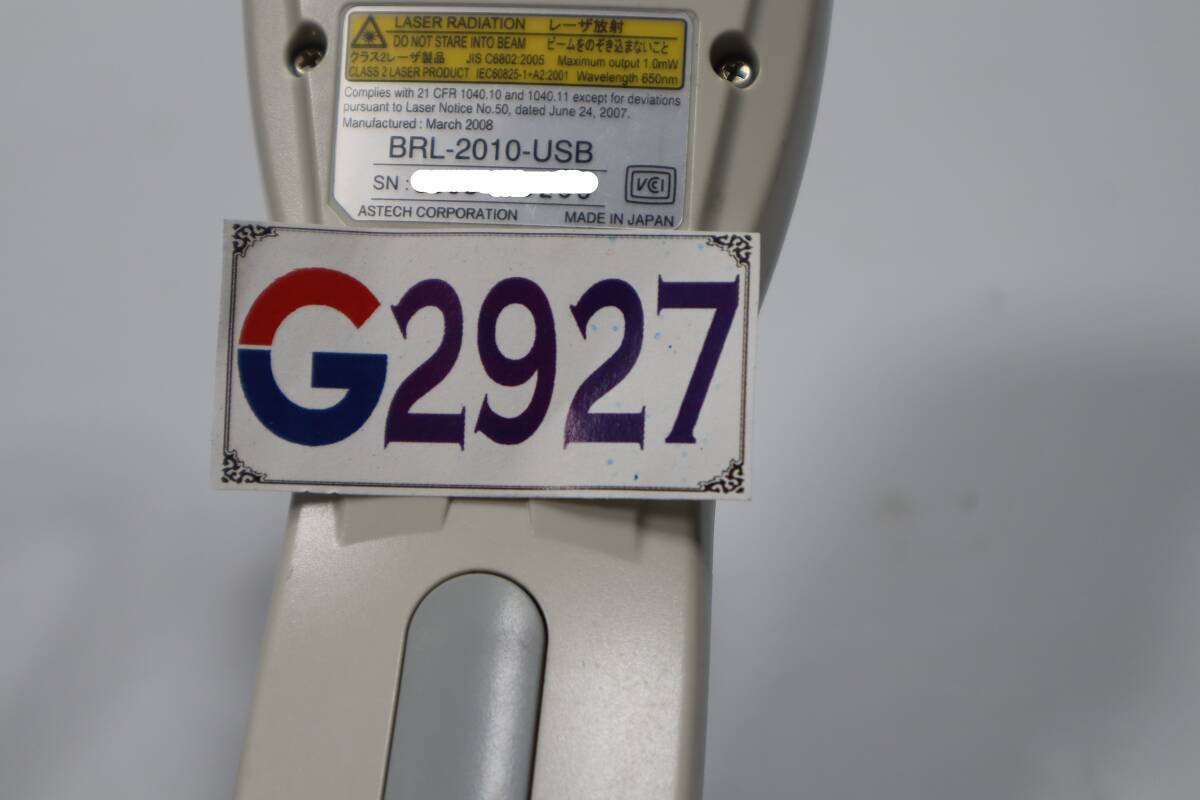 LASER RADIATION レーザ放射
DO NOT STARE INTO BEAM ビームをのぞき込まないこと
クラス2レーザ製品 JIS C6802:2005 Maximum output 1.0mW
CLASS 2 LASER PRODUCT IEC60825-1+A2:2001 Wavelength 650nm
Complies with 21 CFR 1040.10 and 1040.11 except for deviations
pursuant to Laser Notice No.50, dated June 24, 2007.
Manufactured : March 2008
BRL-2010-USB
SN :
VCCI
ASTECH CORPORATION MADE IN JAPAN
G2927